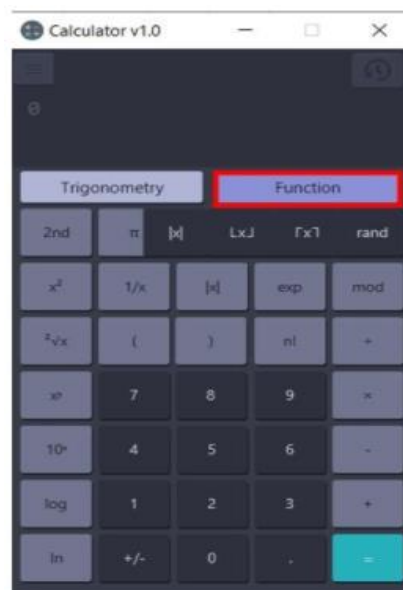 Calculator v1.0
0
Trigonometry Function
2nd π |x| ⌊x⌋ ⌈x⌉ rand
x² 1/x |x| exp mod
²√x ( ) n! ÷
xʸ 7 8 9 ×
10ˣ 4 5 6 -
log 1 2 3 +
ln +/- 0 . =